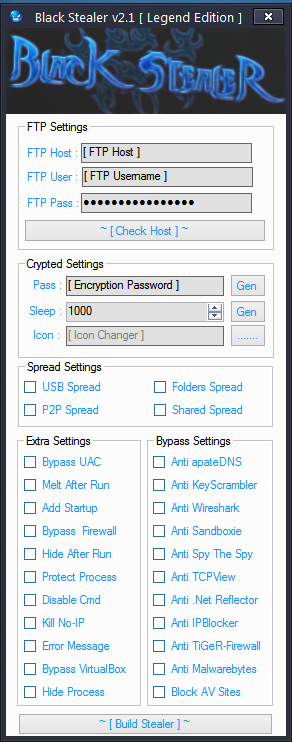 Black Stealer v2.1 [ Legend Edition ]
BLACK STEALER
FTP Settings
FTP Host : [ FTP Host ]
FTP User : [ FTP Username ]
FTP Pass : ●●●●●●●●●●●●●●●●
~ [ Check Host ] ~
Crypted Settings
Pass : [ Encryption Password ] Gen
Sleep : 1000 Gen
Icon : [ Icon Changer ] .......
Spread Settings
USB Spread Folders Spread
P2P Spread Shared Spread
Extra Settings
Bypass UAC
Melt After Run
Add Startup
Bypass Firewall
Hide After Run
Protect Process
Disable Cmd
Kill No-IP
Error Message
Bypass VirtualBox
Hide Process
Bypass Settings
Anti apateDNS
Anti KeyScrambler
Anti Wireshark
Anti Sandboxie
Anti Spy The Spy
Anti TCPView
Anti .Net Reflector
Anti IPBlocker
Anti TiGeR-Firewall
Anti Malwarebytes
Block AV Sites
~ [ Build Stealer ] ~